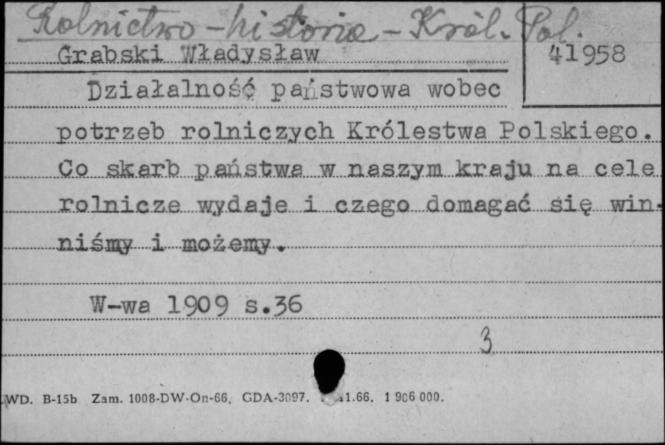 Rolnictwo - historia - Król. Pol.
Grabski Władysław
41958
Działalność państwowa wobec
potrzeb rolniczych Królestwa Polskiego.
Co skarb państwa w naszym kraju na cele
rolnicze wydaje i czego domagać się win-
niśmy i możemy.
W-wa 1909 s.36
3
WD. B-15b Zam. 1008-DW-On-66. GDA-3097. 1.66. 1 906 000.